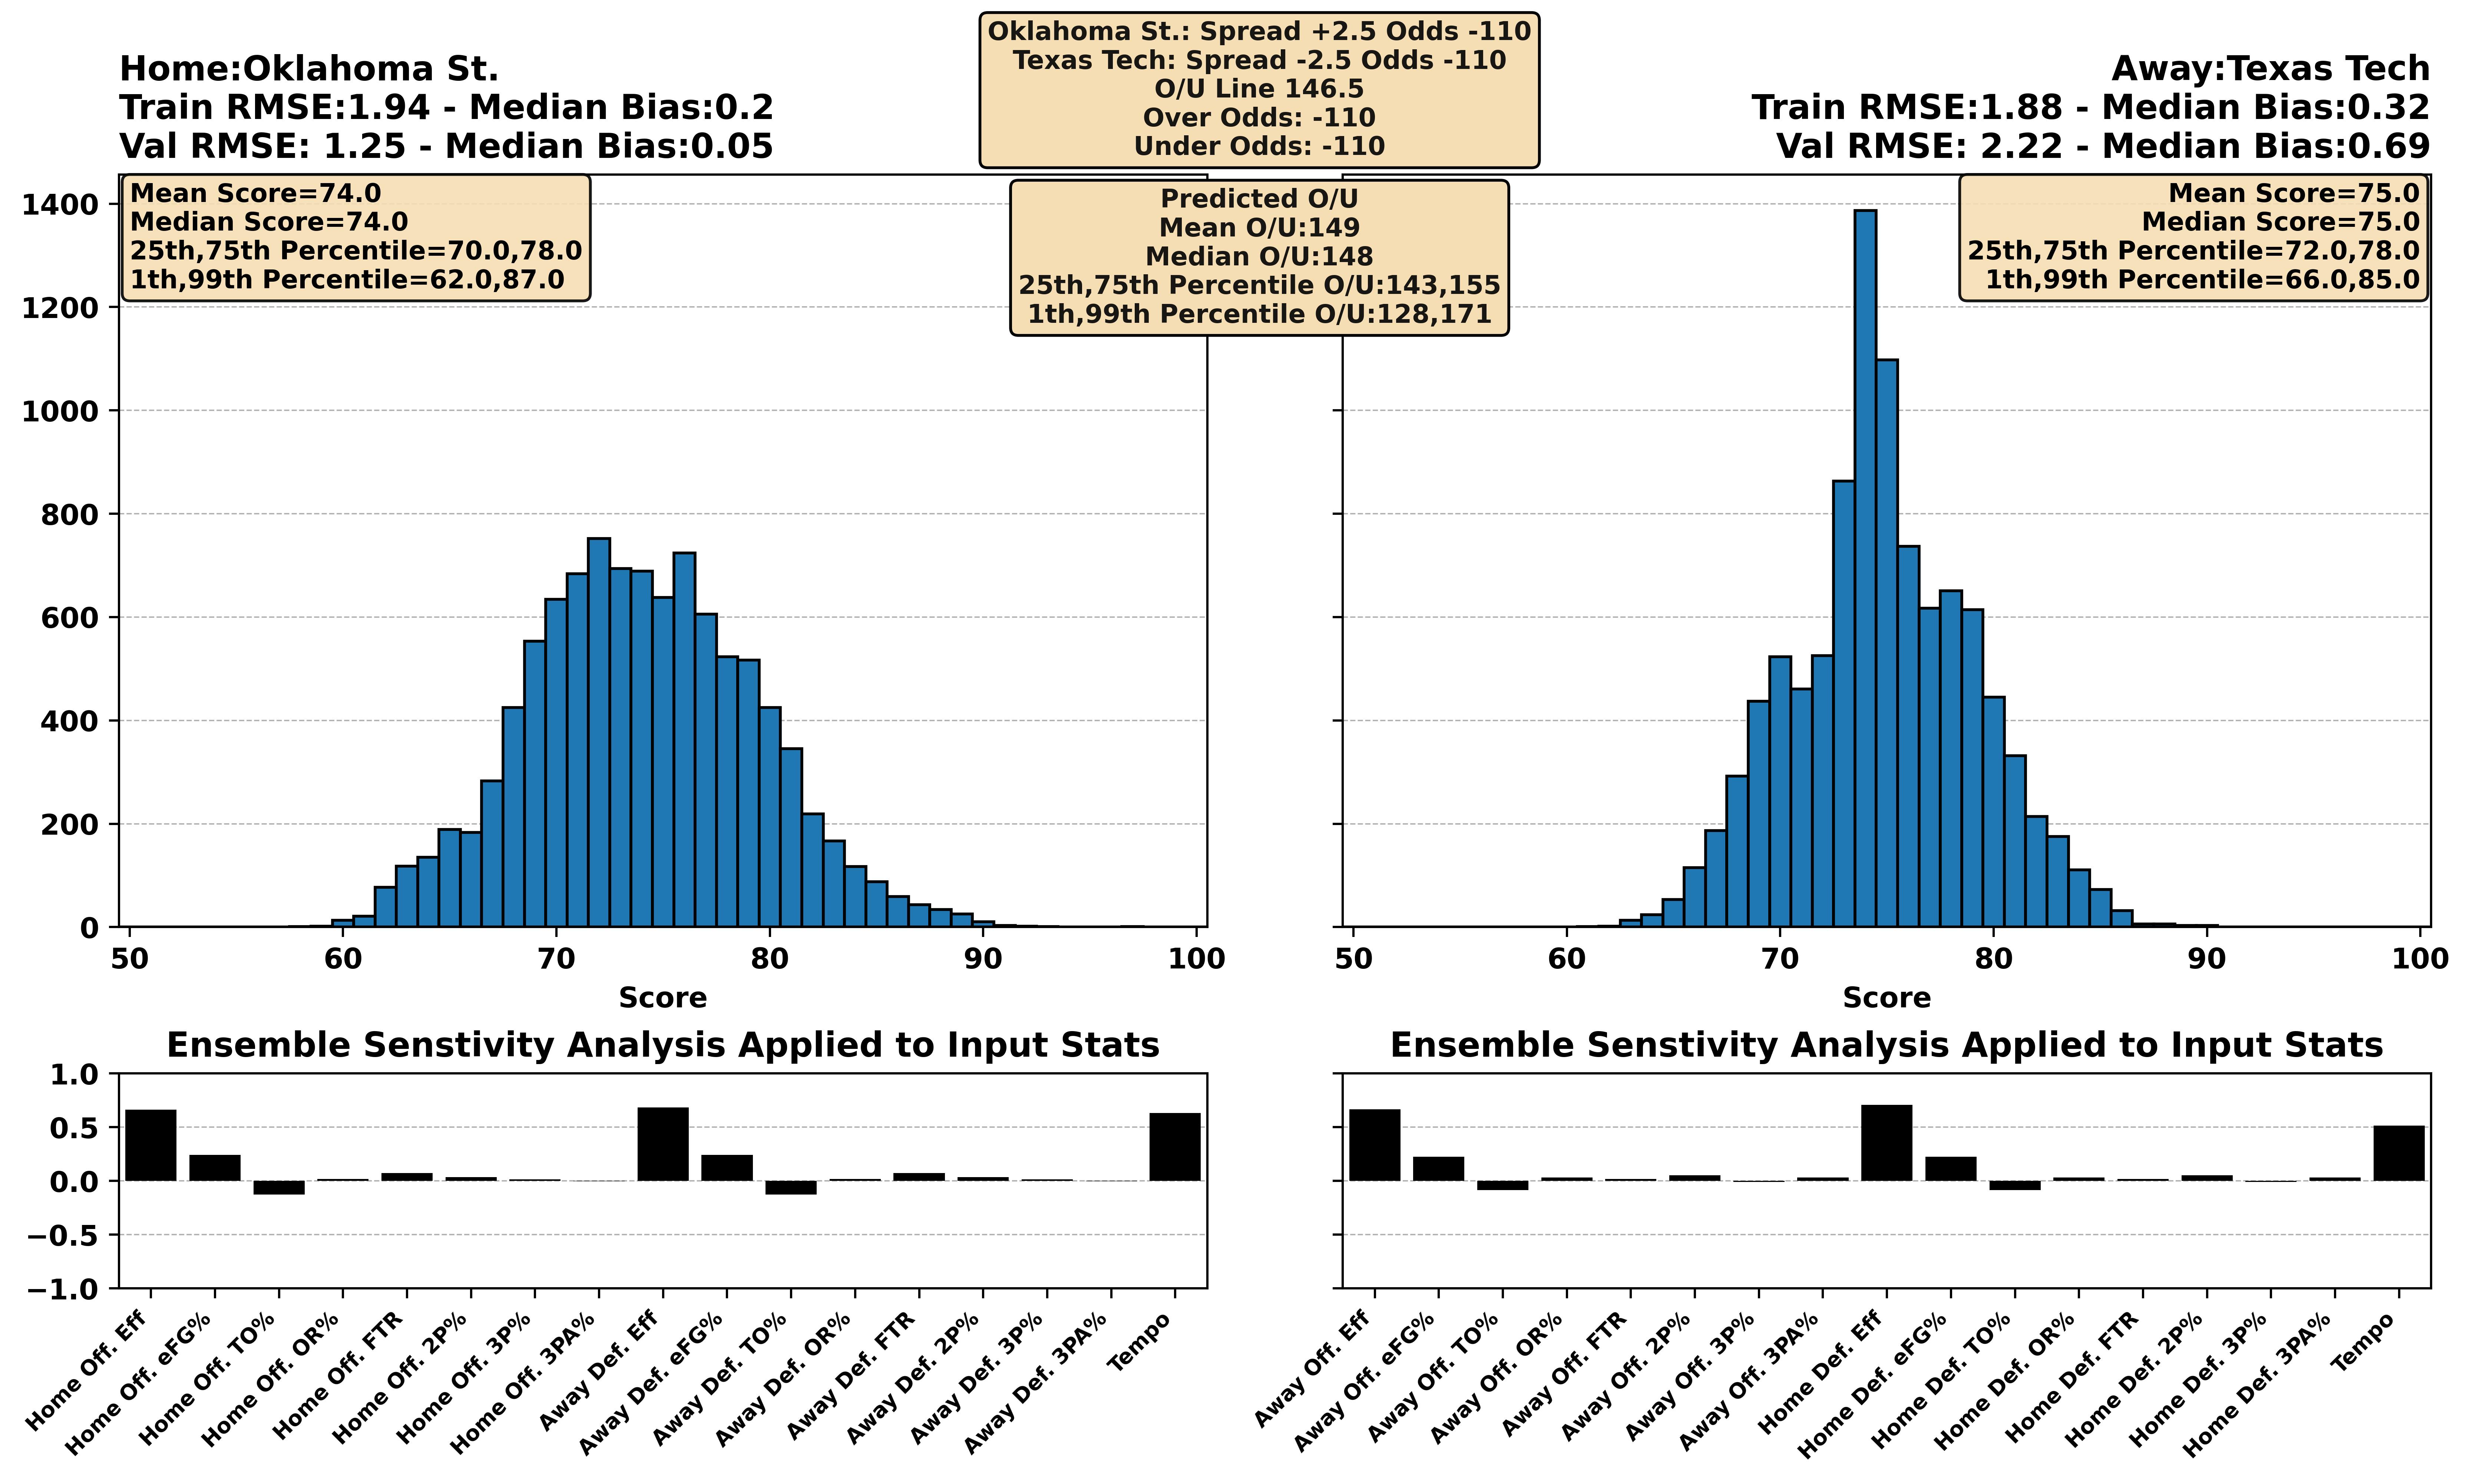 Oklahoma St.: Spread +2.5 Odds -110
Texas Tech: Spread -2.5 Odds -110
O/U Line 146.5
Over Odds: -110
Under Odds: -110
Home:Oklahoma St.
Train RMSE:1.94 - Median Bias:0.2
Val RMSE: 1.25 - Median Bias:0.05
Away:Texas Tech
Train RMSE:1.88 - Median Bias:0.32
Val RMSE: 2.22 - Median Bias:0.69
Mean Score=74.0
Median Score=74.0
25th,75th Percentile=70.0,78.0
1th,99th Percentile=62.0,87.0
Predicted O/U
Mean O/U:149
Median O/U:148
25th,75th Percentile O/U:143,155
1th,99th Percentile O/U:128,171
Mean Score=75.0
Median Score=75.0
25th,75th Percentile=72.0,78.0
1th,99th Percentile=66.0,85.0
1400
1200
1000
800
600
400
200
0
50 60 70 80 90 100
Score
50 60 70 80 90 100
Score
Ensemble Senstivity Analysis Applied to Input Stats
1.0
0.5
0.0
−0.5
−1.0
Home Off. Eff
Home Off. eFG%
Home Off. TO%
Home Off. OR%
Home Off. FTR
Home Off. 2P%
Home Off. 3P%
Home Off. 3PA%
Away Def. Eff
Away Def. eFG%
Away Def. TO%
Away Def. OR%
Away Def. FTR
Away Def. 2P%
Away Def. 3P%
Away Def. 3PA%
Tempo
Ensemble Senstivity Analysis Applied to Input Stats
Away Off. Eff
Away Off. eFG%
Away Off. TO%
Away Off. OR%
Away Off. FTR
Away Off. 2P%
Away Off. 3P%
Away Off. 3PA%
Home Def. Eff
Home Def. eFG%
Home Def. TO%
Home Def. OR%
Home Def. FTR
Home Def. 2P%
Home Def. 3P%
Home Def. 3PA%
Tempo